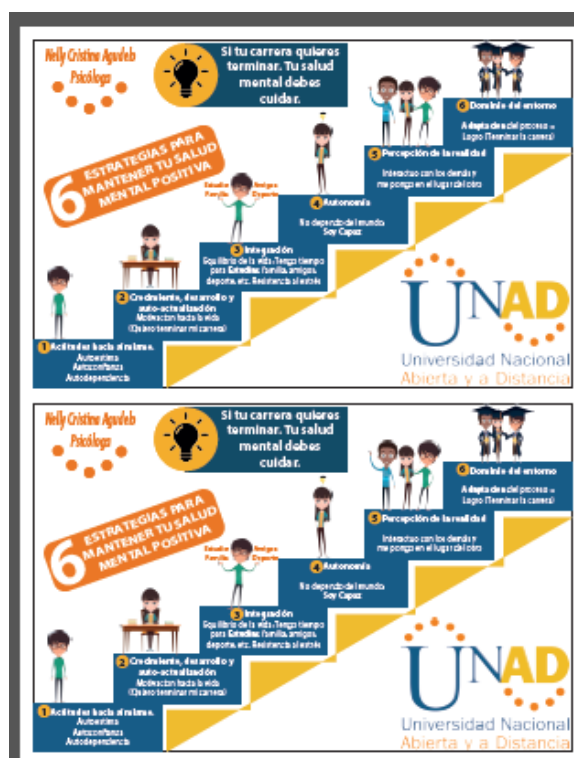 Nelly Cristina Agudelo
Psicóloga
Si tu carrera quieres
terminar. Tu salud
mental debes
cuidar.
6 ESTRATEGIAS PARA
MANTENER TU SALUD
MENTAL POSITIVA
6 Dominio del entorno
Adaptación del proceso =
Logro (Terminar la carrera)
5 Percepción de la realidad
Interactuo con los demás y
me pongo en el lugar del otro
4 Autonomía
No dependo del mundo
Soy Capaz
Estudio Amigos
Familia Deporte
3 Integración
Equilibrio de la vida: Tengo tiempo
para Estudiar, familia, amigos,
deporte, etc. Resistencia al estrés
2 Crecimiento, desarrollo y
auto-actualización
Motivacion hacia la vida
(Quiero terminar mi carrera)
1 Actitudes hacia si mismo.
Autoestima
Autoconfianza
Autodependencia
UNAD
Universidad Nacional
Abierta y a Distancia
Nelly Cristina Agudelo
Psicóloga
Si tu carrera quieres
terminar. Tu salud
mental debes
cuidar.
6 ESTRATEGIAS PARA
MANTENER TU SALUD
MENTAL POSITIVA
6 Dominio del entorno
Adaptación del proceso =
Logro (Terminar la carrera)
5 Percepción de la realidad
Interactuo con los demás y
me pongo en el lugar del otro
4 Autonomía
No dependo del mundo
Soy Capaz
Estudio Amigos
Familia Deporte
3 Integración
Equilibrio de la vida: Tengo tiempo
para Estudiar, familia, amigos,
deporte, etc. Resistencia al estrés
2 Crecimiento, desarrollo y
auto-actualización
Motivacion hacia la vida
(Quiero terminar mi carrera)
1 Actitudes hacia si mismo.
Autoestima
Autoconfianza
Autodependencia
UNAD
Universidad Nacional
Abierta y a Distancia